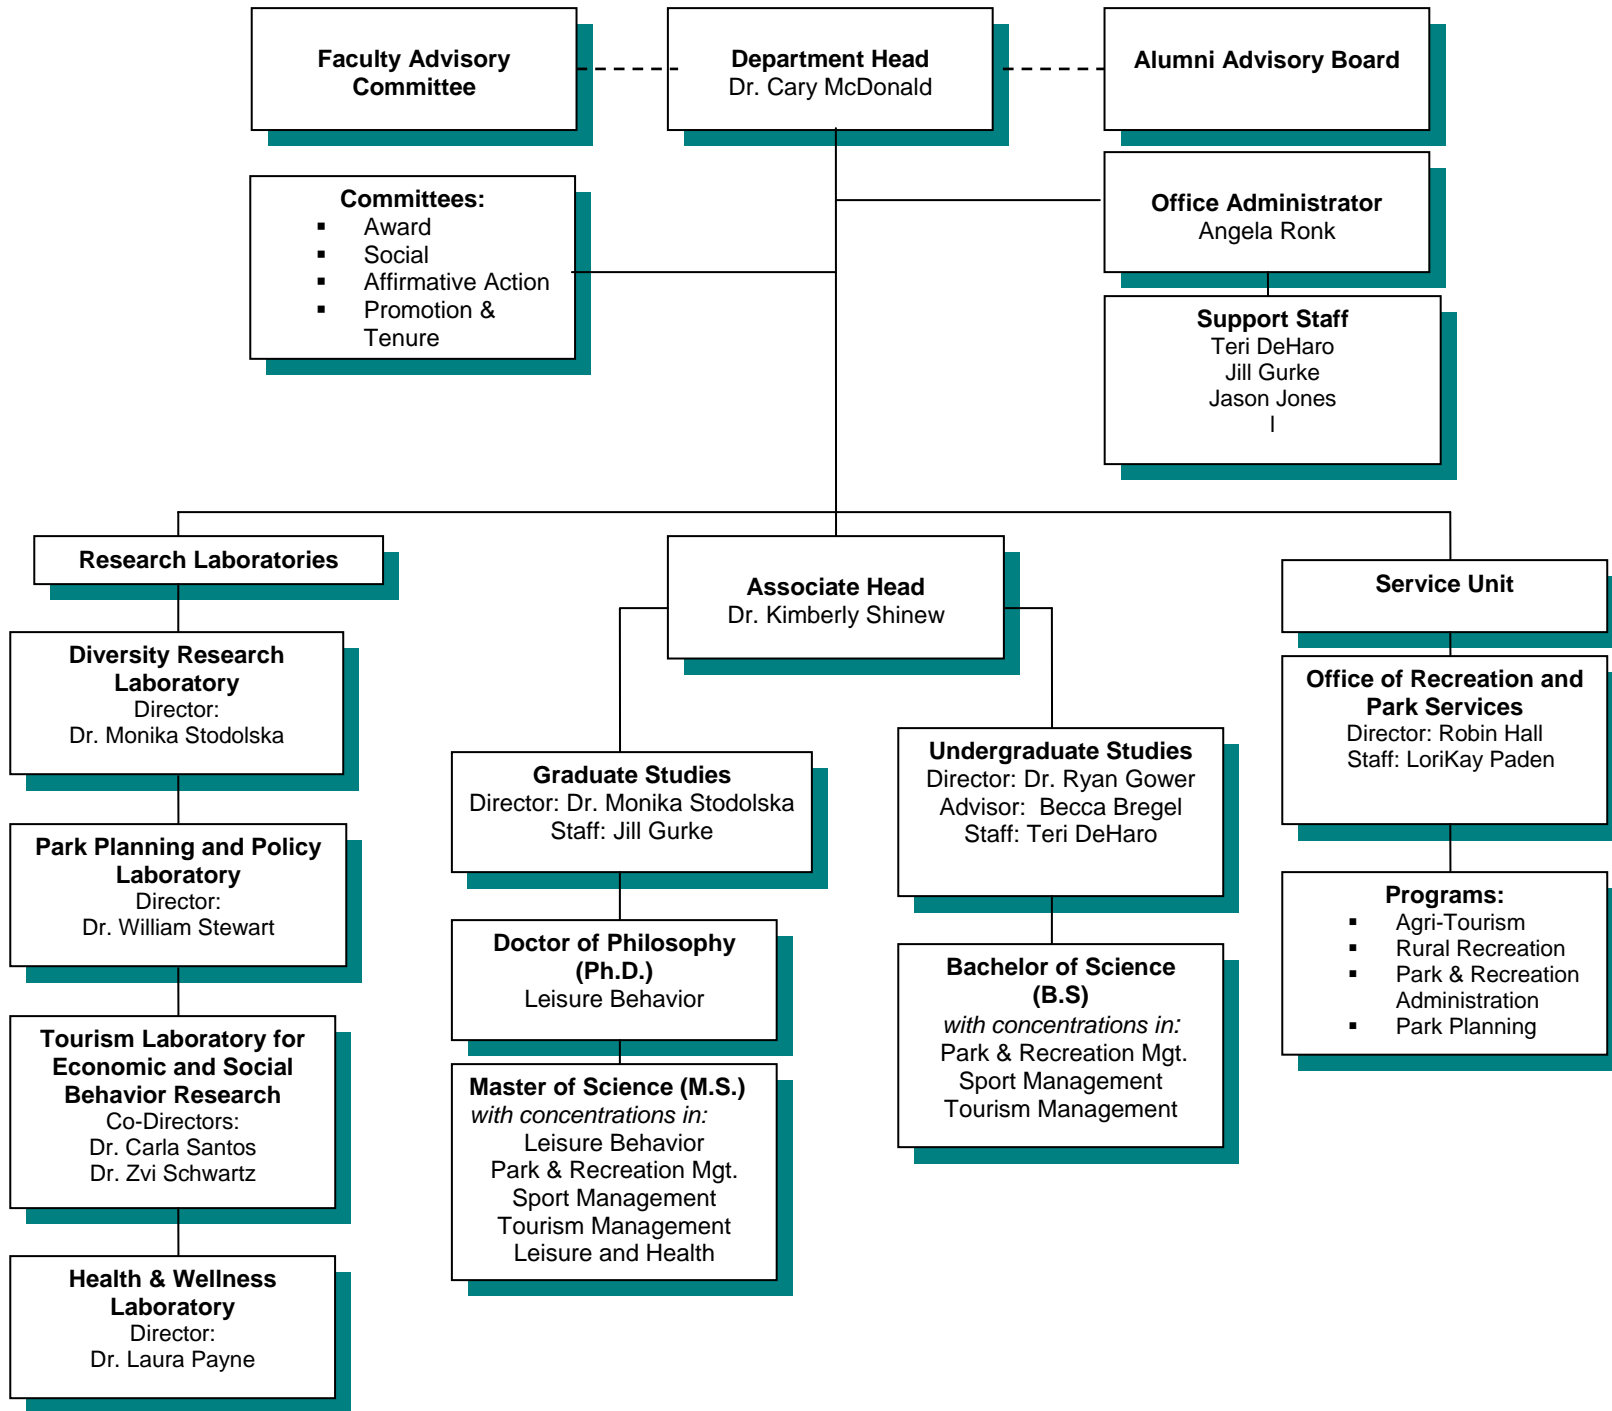 Faculty Advisory
Committee
Department Head
Dr. Cary McDonald
Alumni Advisory Board
Committees:
▪ Award
▪ Social
▪ Affirmative Action
▪ Promotion &
Tenure
Office Administrator
Angela Ronk
Support Staff
Teri DeHaro
Jill Gurke
Jason Jones
l
Research Laboratories
Associate Head
Dr. Kimberly Shinew
Service Unit
Diversity Research
Laboratory
Director:
Dr. Monika Stodolska
Park Planning and Policy
Laboratory
Director:
Dr. William Stewart
Tourism Laboratory for
Economic and Social
Behavior Research
Co-Directors:
Dr. Carla Santos
Dr. Zvi Schwartz
Health & Wellness
Laboratory
Director:
Dr. Laura Payne
Graduate Studies
Director: Dr. Monika Stodolska
Staff: Jill Gurke
Doctor of Philosophy
(Ph.D.)
Leisure Behavior
Master of Science (M.S.)
with concentrations in:
Leisure Behavior
Park & Recreation Mgt.
Sport Management
Tourism Management
Leisure and Health
Undergraduate Studies
Director: Dr. Ryan Gower
Advisor: Becca Bregel
Staff: Teri DeHaro
Bachelor of Science
(B.S)
with concentrations in:
Park & Recreation Mgt.
Sport Management
Tourism Management
Office of Recreation and
Park Services
Director: Robin Hall
Staff: LoriKay Paden
Programs:
▪ Agri-Tourism
▪ Rural Recreation
▪ Park & Recreation
Administration
▪ Park Planning